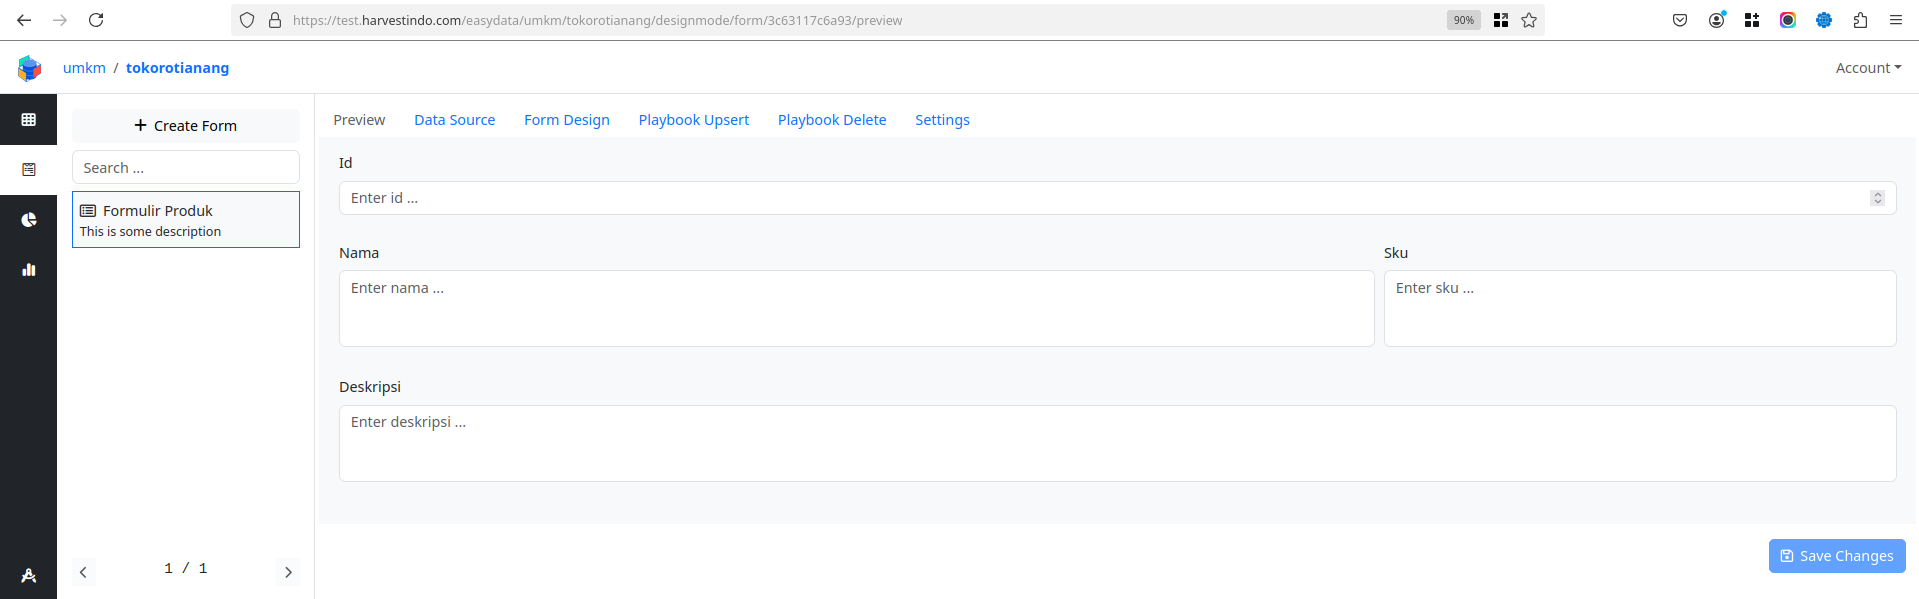 https://test.harvestindo.com/easydata/umkm/tokorotianang/designmode/form/3c63117c6a93/preview
90%
umkm / tokorotianang
Account
Create Form
Search ...
Formulir Produk
This is some description
1 / 1
Preview
Data Source
Form Design
Playbook Upsert
Playbook Delete
Settings
Id
Enter id ...
Nama
Sku
Enter nama ...
Enter sku ...
Deskripsi
Enter deskripsi ...
Save Changes